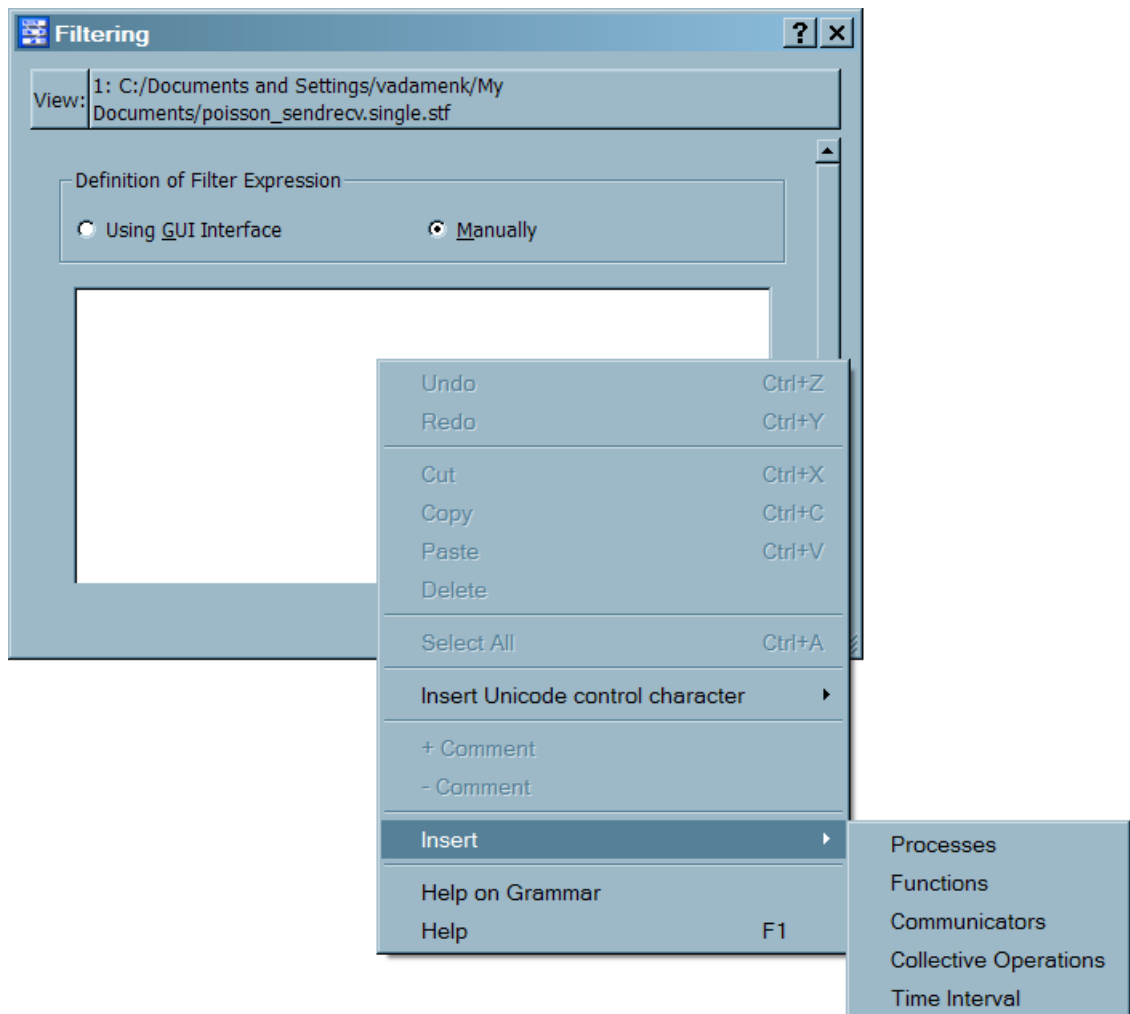 Filtering
View: 1: C:/Documents and Settings/vadamenk/My
Documents/poisson_sendrecv.single.stf
Definition of Filter Expression
Using GUI Interface Manually
Undo Ctrl+Z
Redo Ctrl+Y
Cut Ctrl+X
Copy Ctrl+C
Paste Ctrl+V
Delete
Select All Ctrl+A
Insert Unicode control character
+ Comment
- Comment
Insert
Help on Grammar
Help F1
Processes
Functions
Communicators
Collective Operations
Time Interval